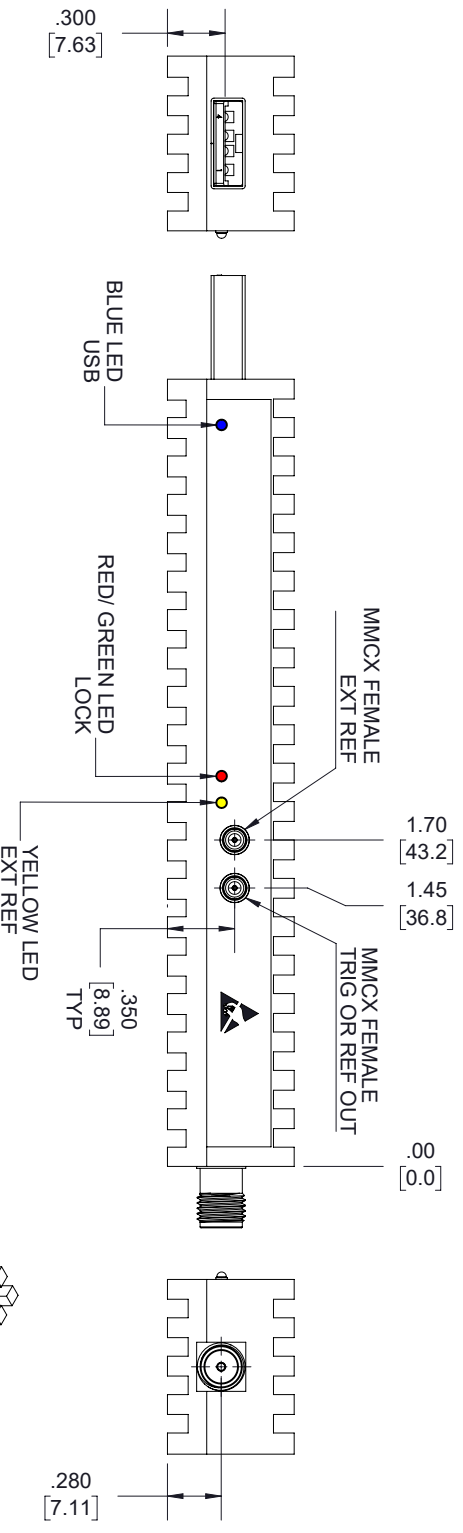 .300
[7.63]
BLUE LED
USB
RED/ GREEN LED
LOCK
YELLOW LED
EXT REF
MMCX FEMALE
EXT REF
1.70
[43.2]
1.45
[36.8]
MMCX FEMALE
TRIG OR REF OUT
.350
[8.89]
TYP
.00
[0.0]
.280
[7.11]